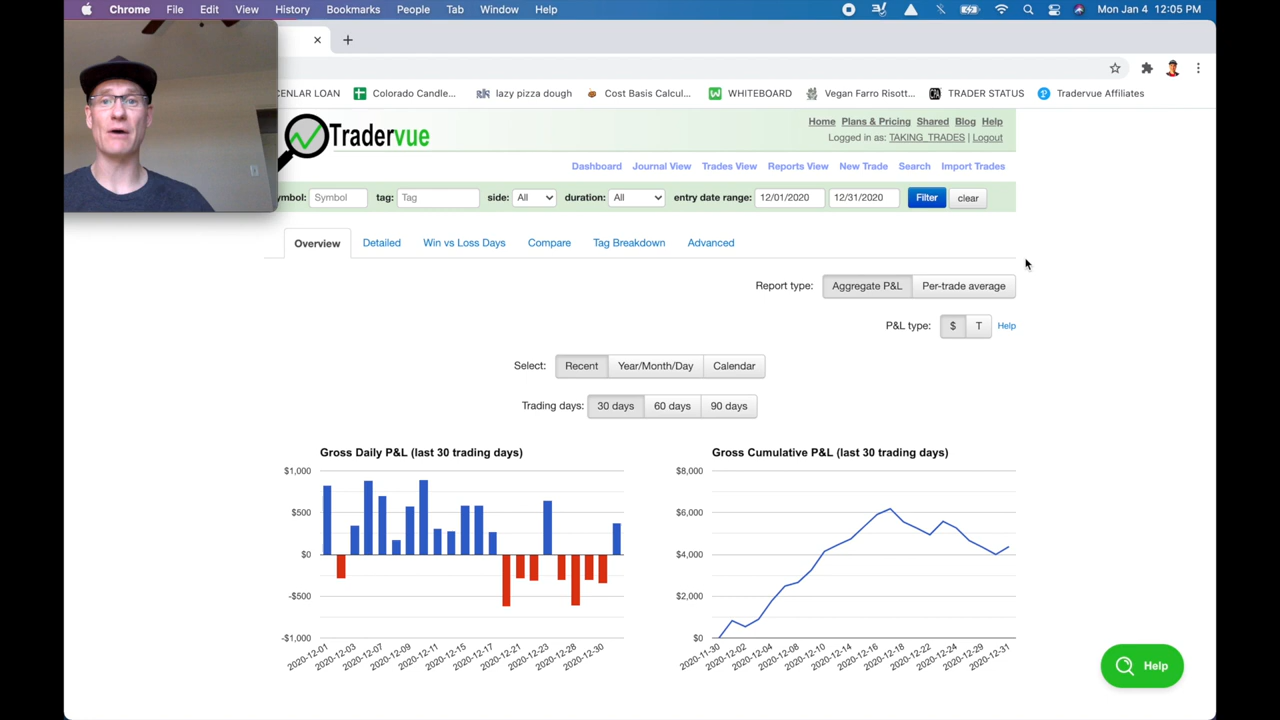 Chrome File Edit View History Bookmarks People Tab Window Help Mon Jan 4 12:05 PM
CENLAR LOAN Colorado Candle... lazy pizza dough Cost Basis Calcul... WHITEBOARD Vegan Farro Risott... TRADER STATUS Tradervue Affiliates
Tradervue
Home Plans & Pricing Shared Blog Help
Logged in as: TAKING_TRADES | Logout
Dashboard Journal View Trades View Reports View New Trade Search Import Trades
ymbol: Symbol tag: Tag side: All duration: All entry date range: 12/01/2020 12/31/2020 Filter clear
Overview Detailed Win vs Loss Days Compare Tag Breakdown Advanced
Report type: Aggregate P&L Per-trade average
P&L type: $ T Help
Select: Recent Year/Month/Day Calendar
Trading days: 30 days 60 days 90 days
Gross Daily P&L (last 30 trading days)
$1,000
$500
$0
-$500
-$1,000
2020-12-01 2020-12-03 2020-12-07 2020-12-09 2020-12-11 2020-12-15 2020-12-17 2020-12-21 2020-12-23 2020-12-28 2020-12-30
Gross Cumulative P&L (last 30 trading days)
$8,000
$6,000
$4,000
$2,000
$0
2020-11-30 2020-12-02 2020-12-04 2020-12-08 2020-12-10 2020-12-14 2020-12-16 2020-12-18 2020-12-22 2020-12-24 2020-12-29 2020-12-31
Help